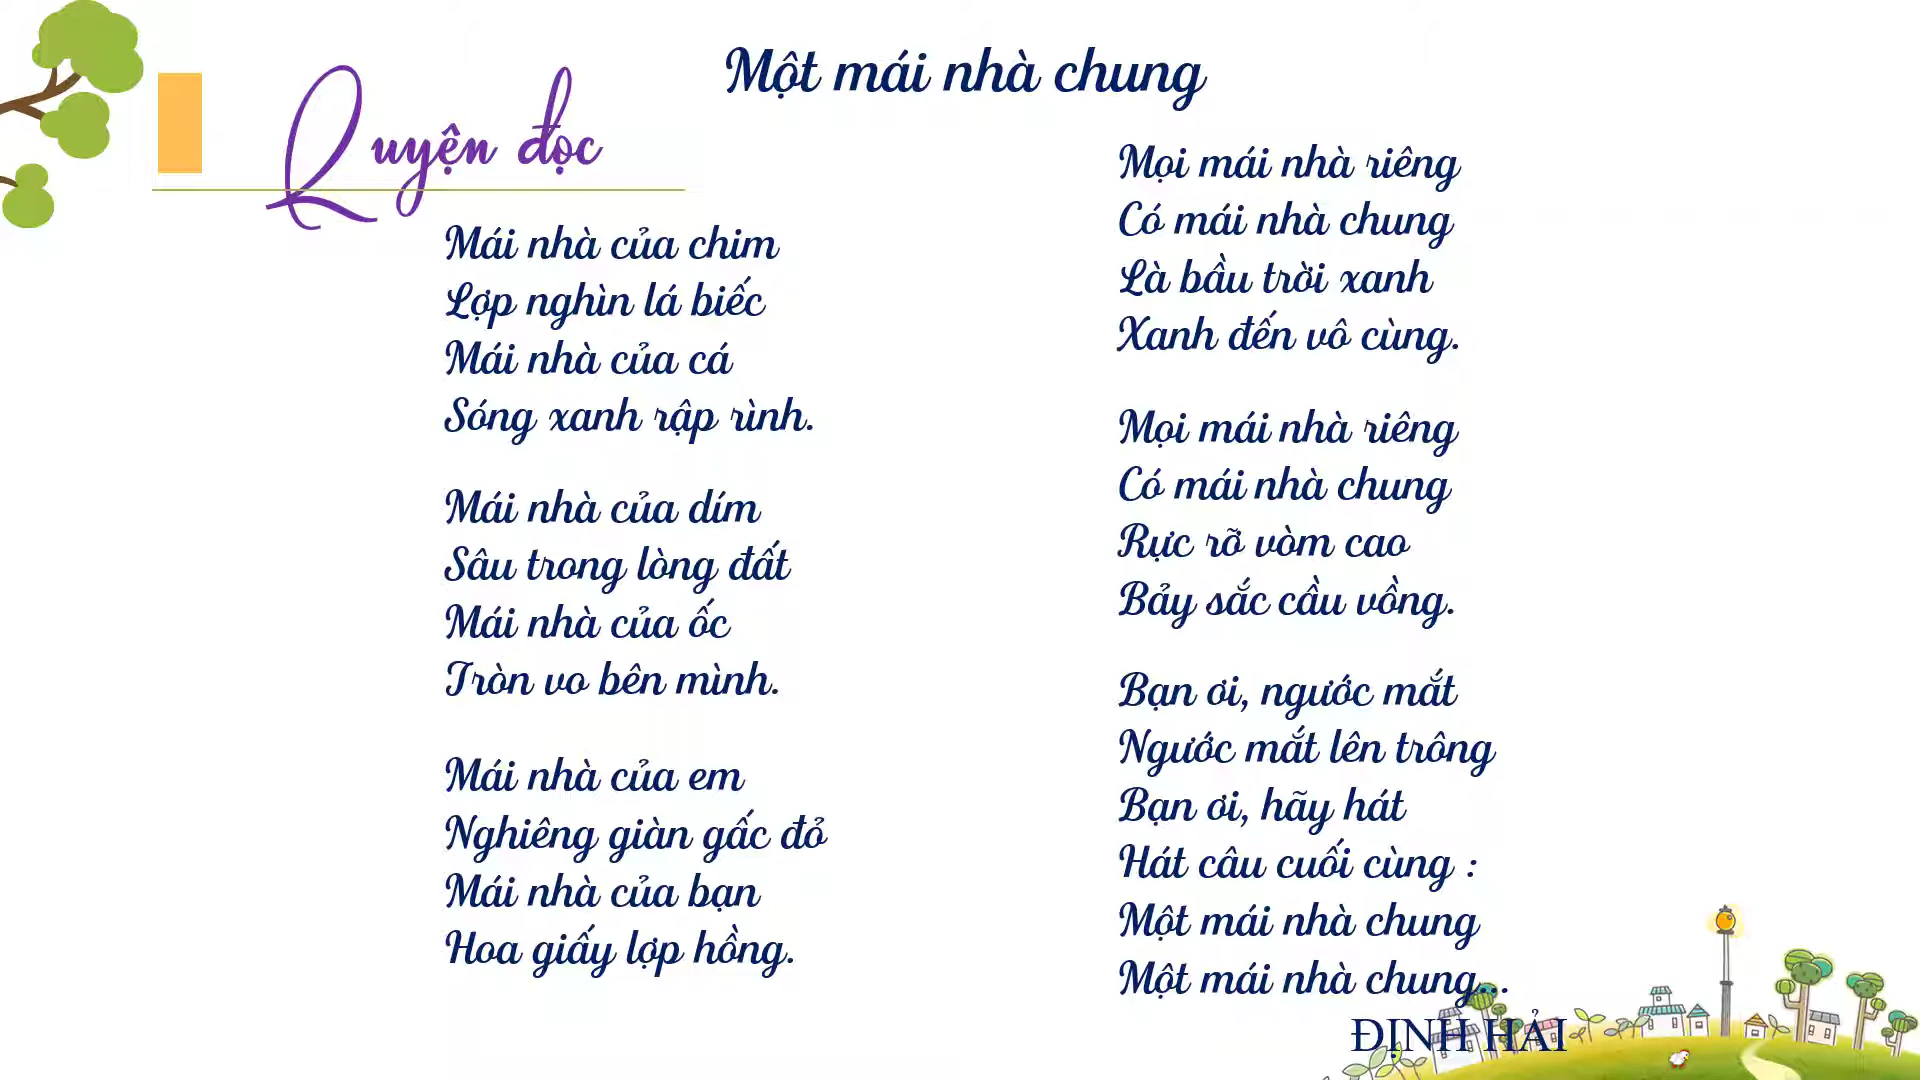 Một mái nhà chung
Quyện đọc
Mái nhà của chim
Lợp nghìn lá biếc
Mái nhà của cá
Sóng xanh rập rình.
Mái nhà của dím
Sâu trong lòng đất
Mái nhà của ốc
Tròn vo bên mình.
Mái nhà của em
Nghiêng giàn gấc đỏ
Mái nhà của bạn
Hoa giấy lợp hồng.
Mọi mái nhà riêng
Có mái nhà chung
Là bầu trời xanh
Xanh đến vô cùng.
Mọi mái nhà riêng
Có mái nhà chung
Rực rỡ vòm cao
Bảy sắc cầu vồng.
Bạn ơi, ngước mắt
Ngước mắt lên trông
Bạn ơi, hãy hát
Hát câu cuối cùng :
Một mái nhà chung
Một mái nhà chung...
ĐỊNH HẢI